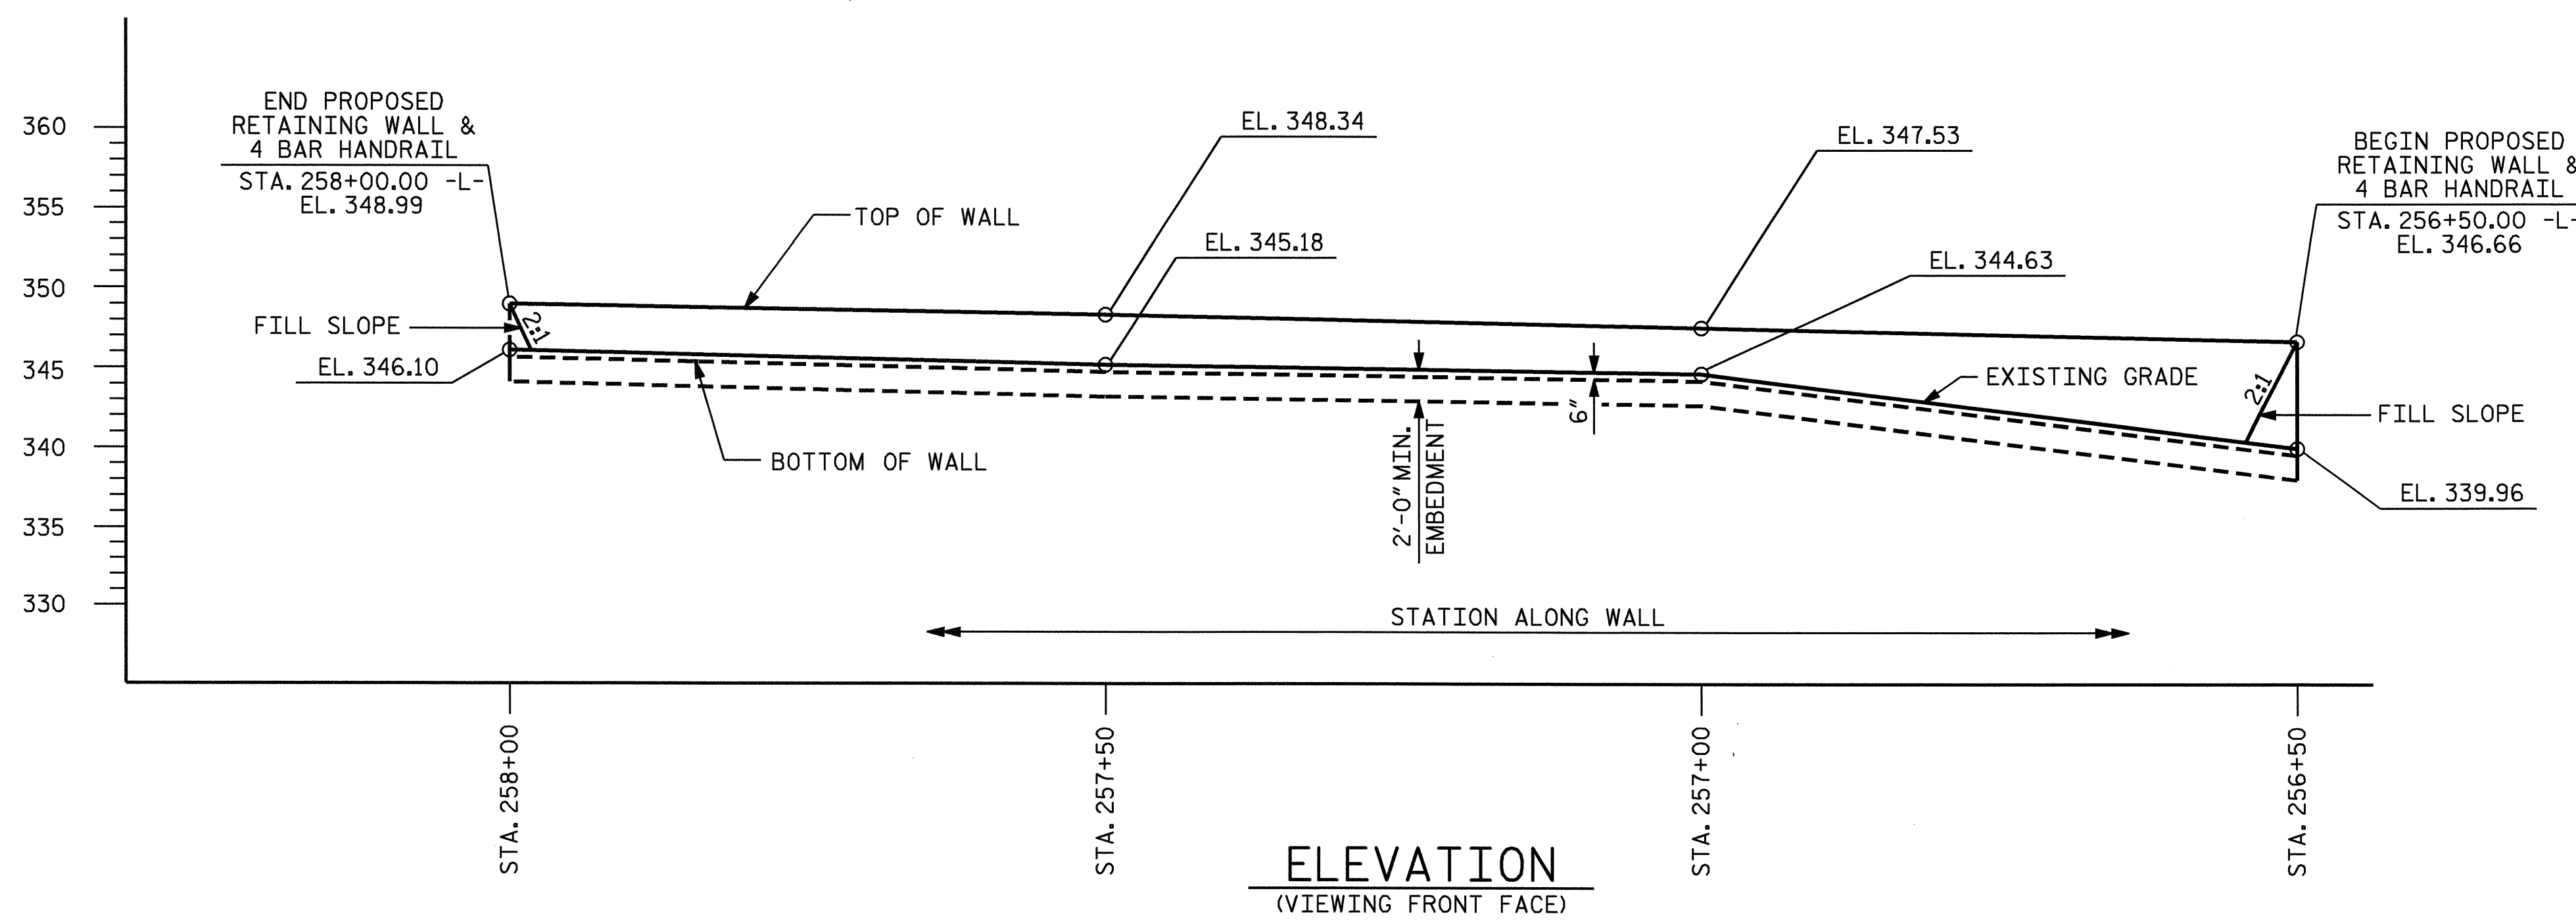 END PROPOSED
RETAINING WALL &
4 BAR HANDRAIL
STA. 258+00.00 -L-
EL. 348.99
EL. 348.34
EL. 347.53
BEGIN PROPOSED
RETAINING WALL &
4 BAR HANDRAIL
STA. 256+50.00 -L-
EL. 346.66
360
355
350
345
340
335
330
TOP OF WALL
EL. 345.18
EL. 344.63
FILL SLOPE
2:1
EL. 346.10
BOTTOM OF WALL
2'-0" MIN.
EMBEDMENT
6"
EXISTING GRADE
2:1
FILL SLOPE
EL. 339.96
STATION ALONG WALL
STA. 258+00
STA. 257+50
STA. 257+00
STA. 256+50
ELEVATION
(VIEWING FRONT FACE)